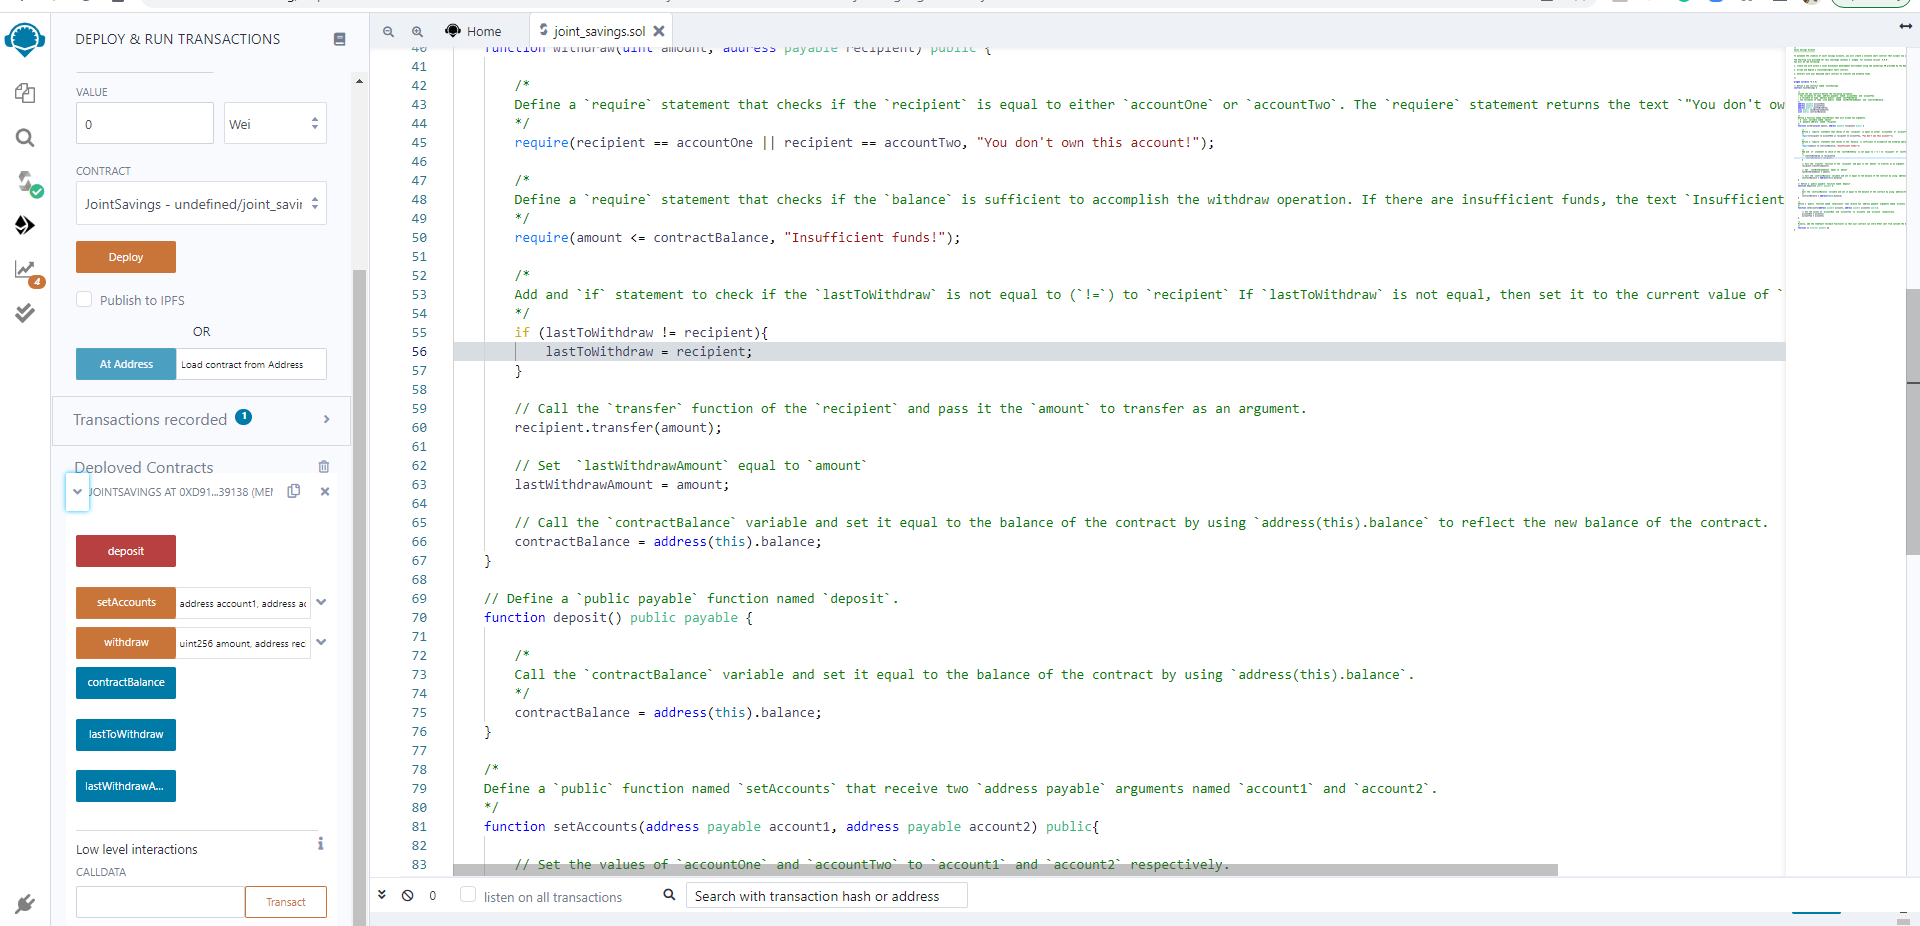 DEPLOY & RUN TRANSACTIONS
VALUE
0
Wei
CONTRACT
JointSavings - undefined/joint_savir
Deploy
Publish to IPFS
OR
At Address
Load contract from Address
Transactions recorded 1
Deployed Contracts
JOINTSAVINGS AT 0XD91...39138 (MEM
deposit
setAccounts
address account1, address ac
withdraw
uint256 amount, address rec
contractBalance
lastToWithdraw
lastWithdrawA...
Low level interactions
CALLDATA
Transact
4
Home
joint_savings.sol
40 function withdraw(uint amount, address payable recipient) public {
41
42 /*
43 Define a `require` statement that checks if the `recipient` is equal to either `accountOne` or `accountTwo`. The `requiere` statement returns the text `"You don't ow
44 */
45 require(recipient == accountOne || recipient == accountTwo, "You don't own this account!");
46
47 /*
48 Define a `require` statement that checks if the `balance` is sufficient to accomplish the withdraw operation. If there are insufficient funds, the text `Insufficient
49 */
50 require(amount <= contractBalance, "Insufficient funds!");
51
52 /*
53 Add and `if` statement to check if the `lastToWithdraw` is not equal to (`!=`) to `recipient` If `lastToWithdraw` is not equal, then set it to the current value of `
54 */
55 if (lastToWithdraw != recipient){
56 lastToWithdraw = recipient;
57 }
58
59 // Call the `transfer` function of the `recipient` and pass it the `amount` to transfer as an argument.
60 recipient.transfer(amount);
61
62 // Set  `lastWithdrawAmount` equal to `amount`
63 lastWithdrawAmount = amount;
64
65 // Call the `contractBalance` variable and set it equal to the balance of the contract by using `address(this).balance` to reflect the new balance of the contract.
66 contractBalance = address(this).balance;
67 }
68
69 // Define a `public payable` function named `deposit`.
70 function deposit() public payable {
71
72 /*
73 Call the `contractBalance` variable and set it equal to the balance of the contract by using `address(this).balance`.
74 */
75 contractBalance = address(this).balance;
76 }
77
78 /*
79 Define a `public` function named `setAccounts` that receive two `address payable` arguments named `account1` and `account2`.
80 */
81 function setAccounts(address payable account1, address payable account2) public{
82
83 // Set the values of `accountOne` and `accountTwo` to `account1` and `account2` respectively.
0
listen on all transactions
Search with transaction hash or address